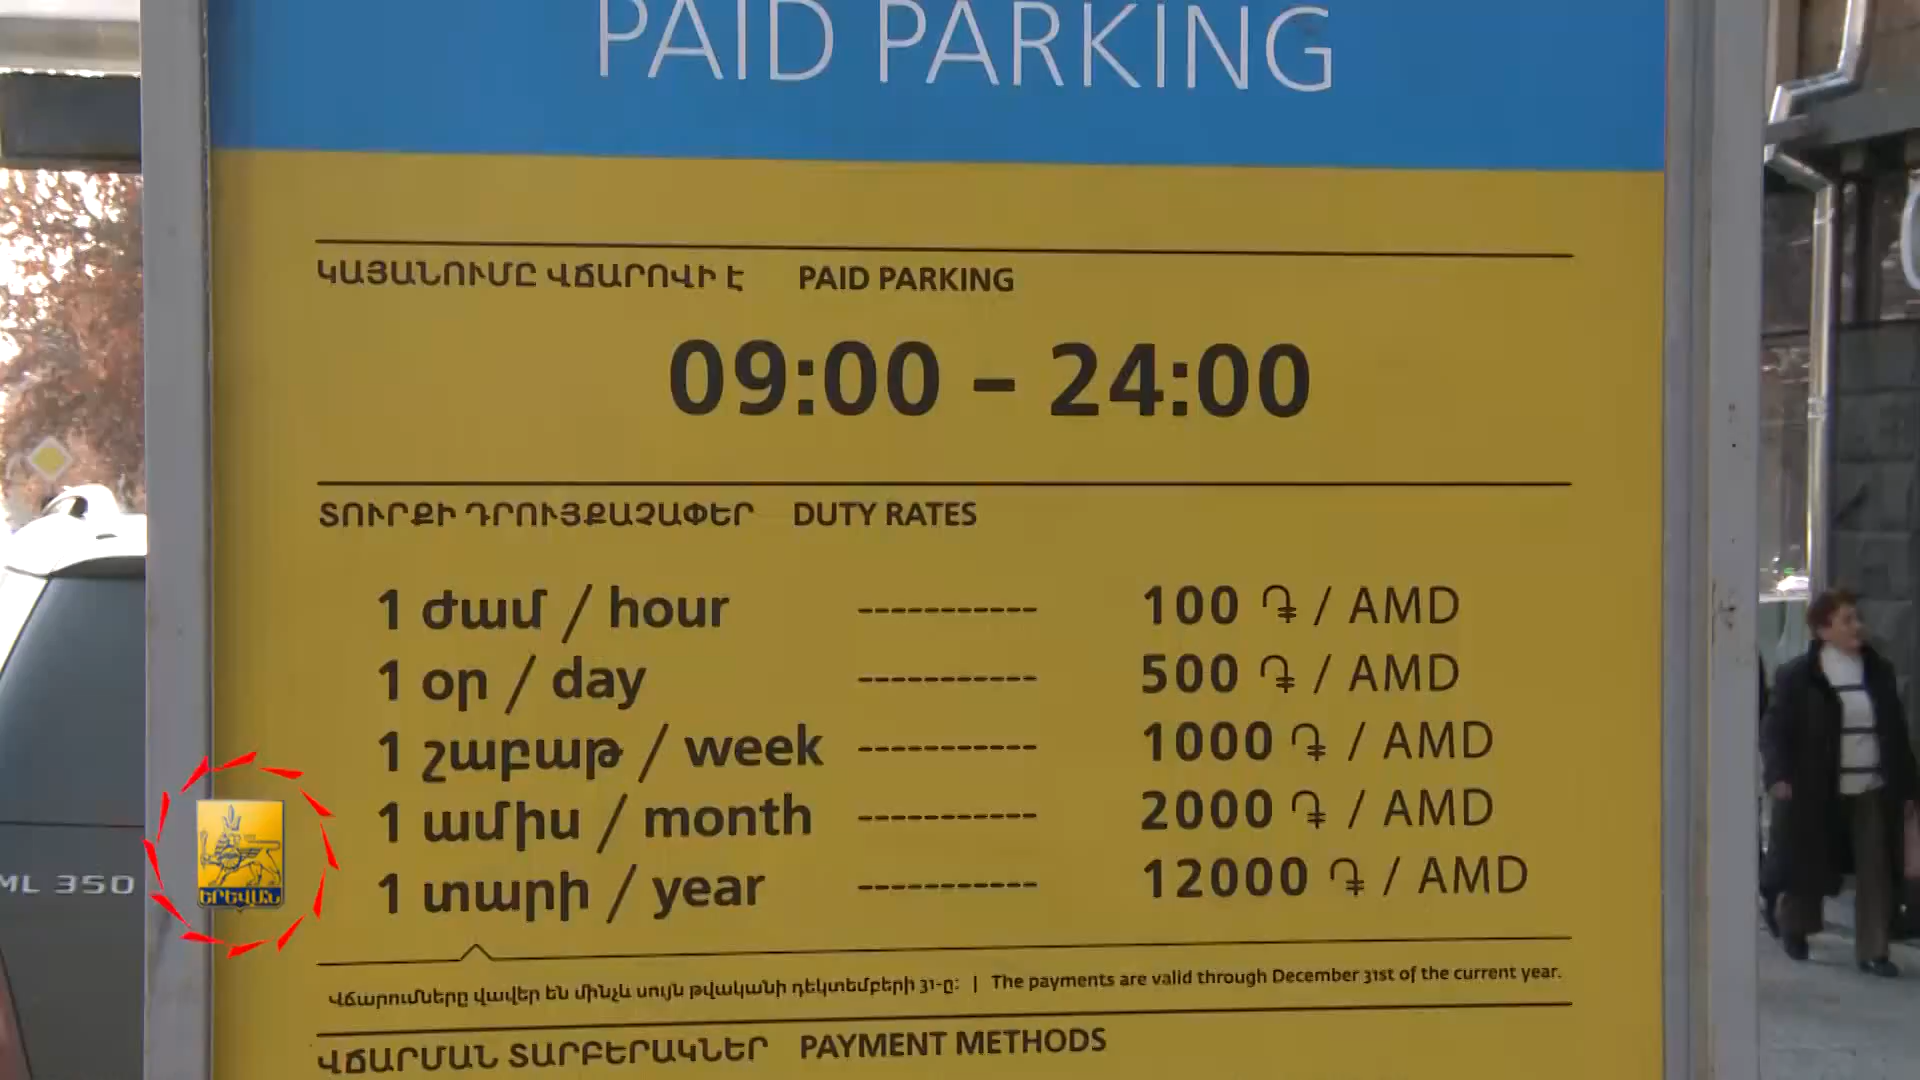 PAID PARKING
ԿԱՅԱՆՈՒՄԸ ՎՃԱՐՈՎԻ Է PAID PARKING
09:00 – 24:00
ՏՈՒՐՔԻ ԴՐՈՒՅՔԱՉԱՓԵՐ DUTY RATES
1 ժամ / hour ----------- 100 ֏ / AMD
1 օր / day ----------- 500 ֏ / AMD
1 շաբաթ / week ----------- 1000 ֏ / AMD
1 ամիս / month ----------- 2000 ֏ / AMD
1 տարի / year ----------- 12000 ֏ / AMD
Վճարումները վավեր են մինչև սույն թվականի դեկտեմբերի 31-ը: | The payments are valid through December 31st of the current year.
ՎՃԱՐՄԱՆ ՏԱՐԲԵՐԱԿՆԵՐ PAYMENT METHODS
ML 350
ԵՐԵՎԱՆ